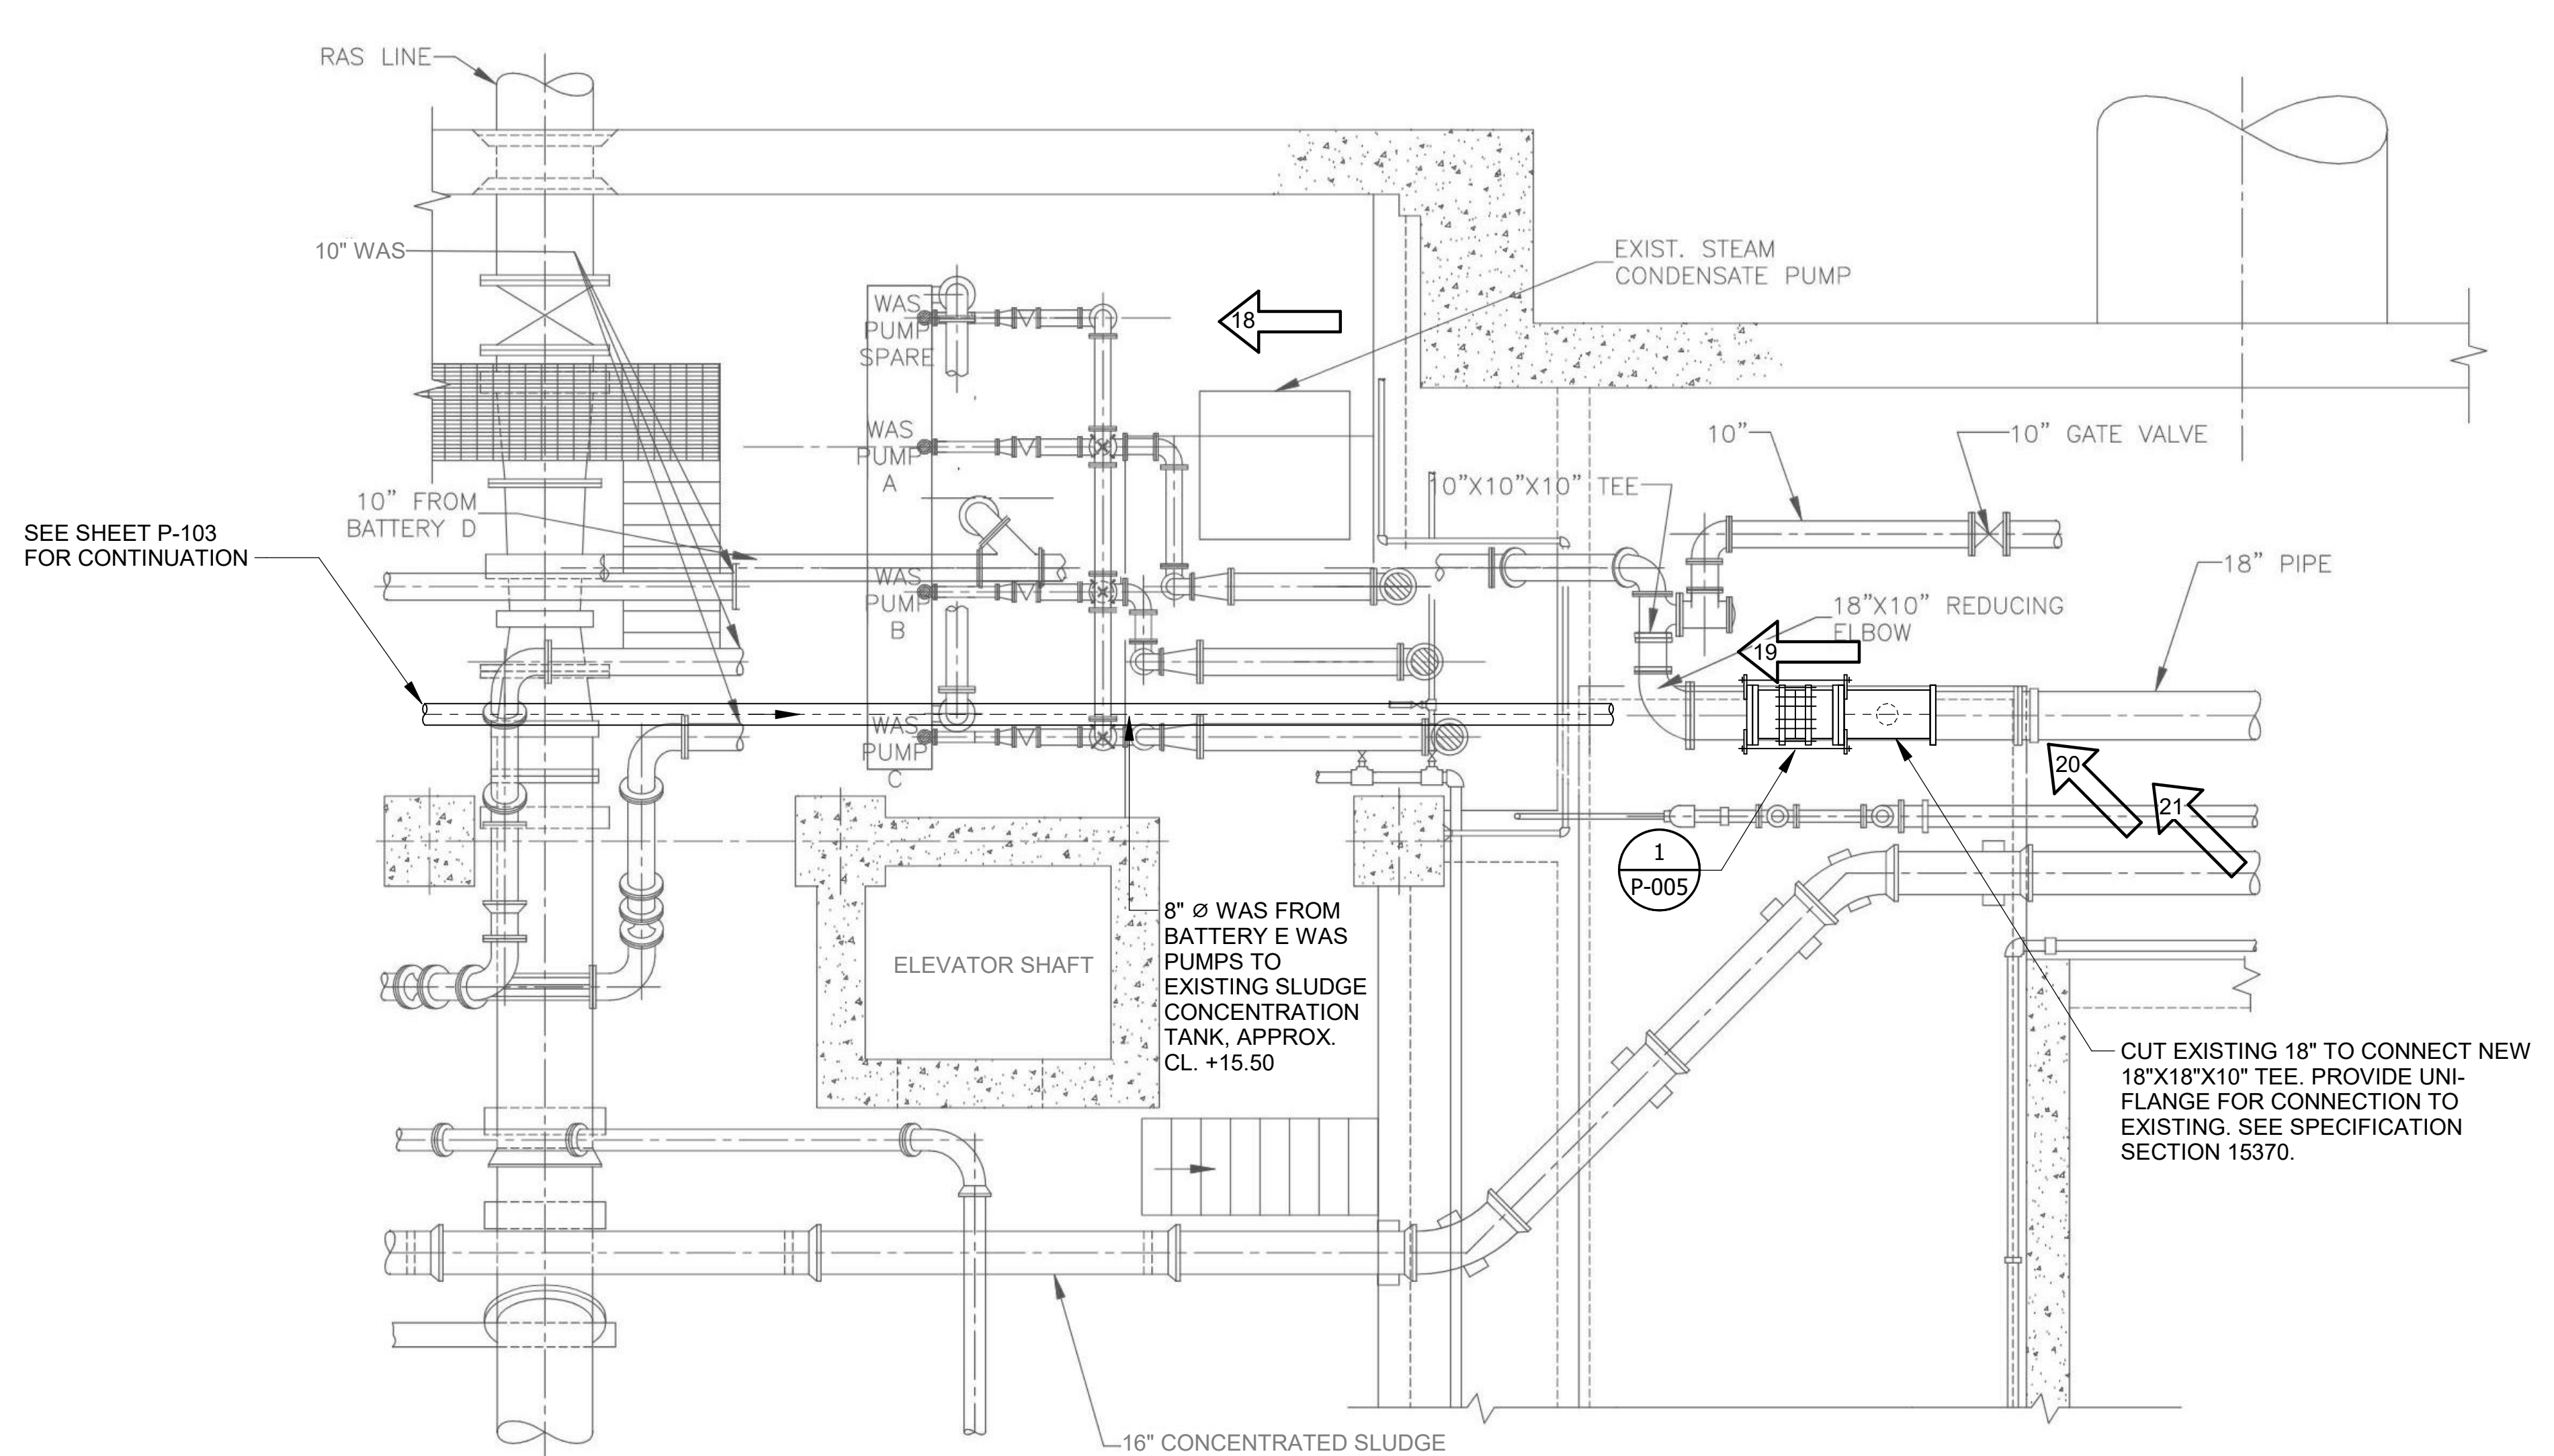 RAS LINE
10" WAS
EXIST. STEAM
CONDENSATE PUMP
WAS
PUMP
SPARE
18
WAS
PUMP
A
10"
10" GATE VALVE
10" FROM
BATTERY D
0"X10"X10" TEE
SEE SHEET P-103
FOR CONTINUATION
18" PIPE
WAS
PUMP
B
18"X10" REDUCING
ELBOW
19
WAS
PUMP
C
20
21
1
P-005
8" Ø WAS FROM
BATTERY E WAS
PUMPS TO
EXISTING SLUDGE
CONCENTRATION
TANK, APPROX.
CL. +15.50
ELEVATOR SHAFT
CUT EXISTING 18" TO CONNECT NEW
18"X18"X10" TEE. PROVIDE UNI-
FLANGE FOR CONNECTION TO
EXISTING. SEE SPECIFICATION
SECTION 15370.
16" CONCENTRATED SLUDGE